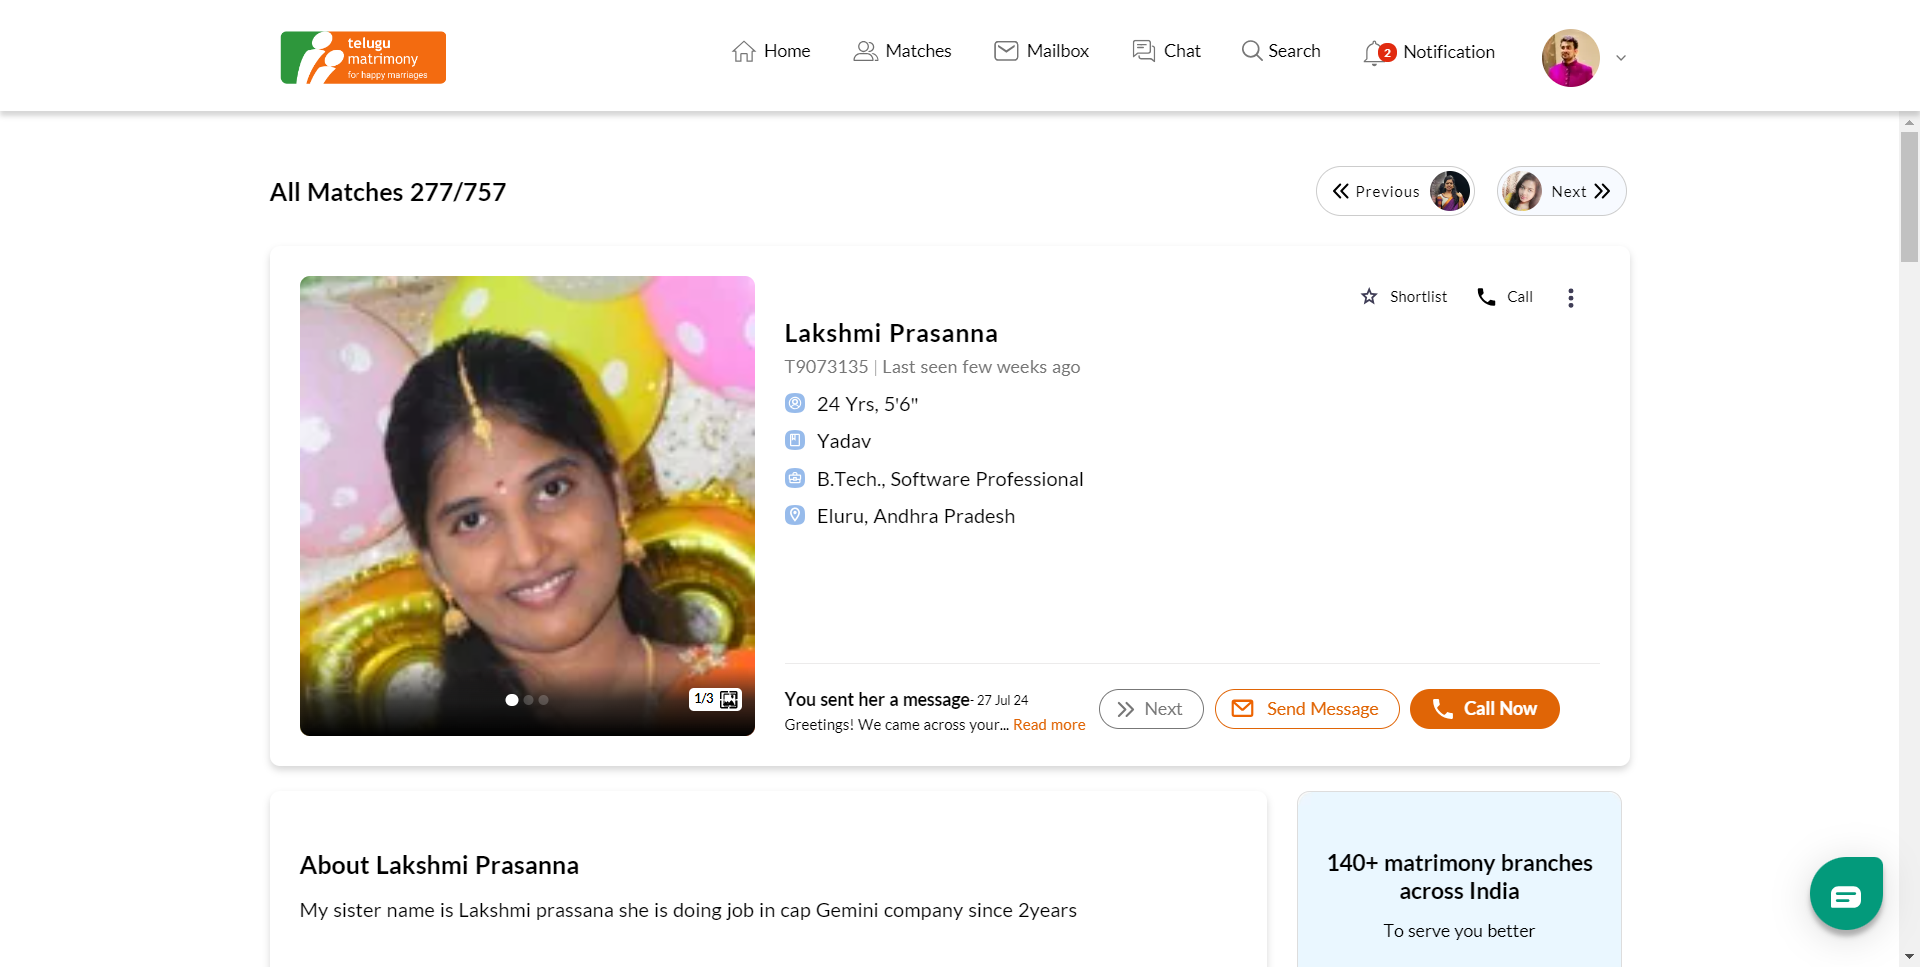 telugu
matrimony
for happy marriages
Home
Matches
Mailbox
Chat
Search
2
Notification
All Matches 277/757
Previous
Next
Shortlist
Call
Lakshmi Prasanna
T9073135 | Last seen few weeks ago
24 Yrs, 5'6"
Yadav
B.Tech., Software Professional
Eluru, Andhra Pradesh
1/3
You sent her a message- 27 Jul 24
Greetings! We came across your... Read more
Next
Send Message
Call Now
About Lakshmi Prasanna
My sister name is Lakshmi prassana she is doing job in cap Gemini company since 2years
140+ matrimony branches
across India
To serve you better